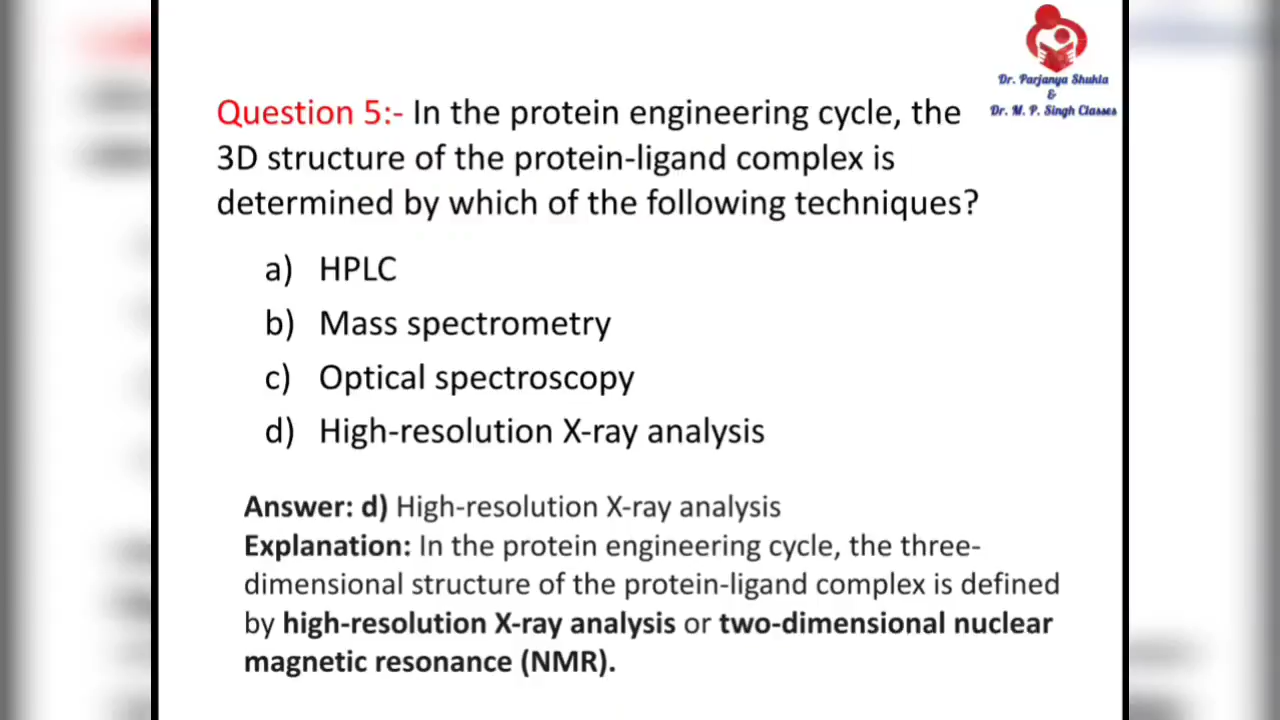 Dr. Parjanya Shukla
&
Dr. M. P. Singh Classes
Question 5:- In the protein engineering cycle, the
3D structure of the protein-ligand complex is
determined by which of the following techniques?
a) HPLC
b) Mass spectrometry
c) Optical spectroscopy
d) High-resolution X-ray analysis
Answer: d) High-resolution X-ray analysis
Explanation: In the protein engineering cycle, the three-
dimensional structure of the protein-ligand complex is defined
by high-resolution X-ray analysis or two-dimensional nuclear
magnetic resonance (NMR).